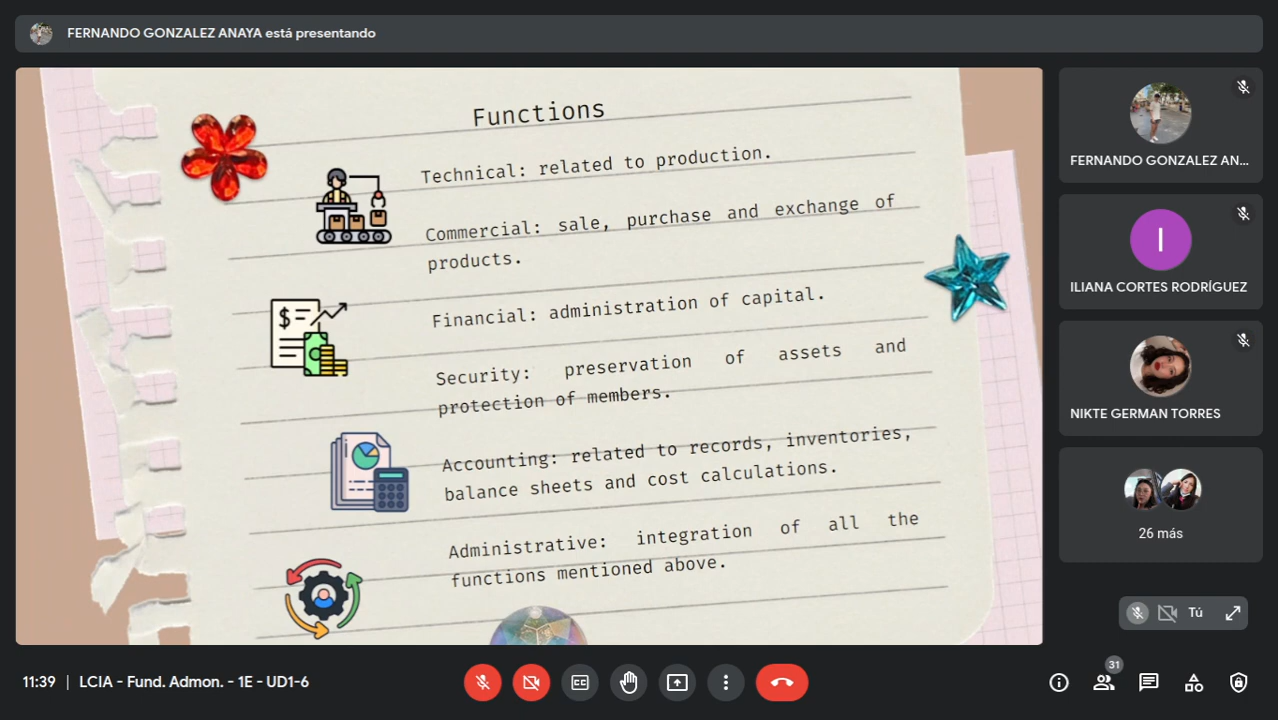 FERNANDO GONZALEZ ANAYA está presentando
Functions
Technical: related to production.
Commercial: sale, purchase and exchange of
products.
$
Financial: administration of capital.
Security: preservation of assets and
protection of members.
Accounting: related to records, inventories,
balance sheets and cost calculations.
Administrative: integration of all the
functions mentioned above.
FERNANDO GONZALEZ AN...
I
ILIANA CORTES RODRÍGUEZ
NIKTE GERMAN TORRES
26 más
Tú
11:39 | LCIA - Fund. Admon. - 1E - UD1-6
CC
31